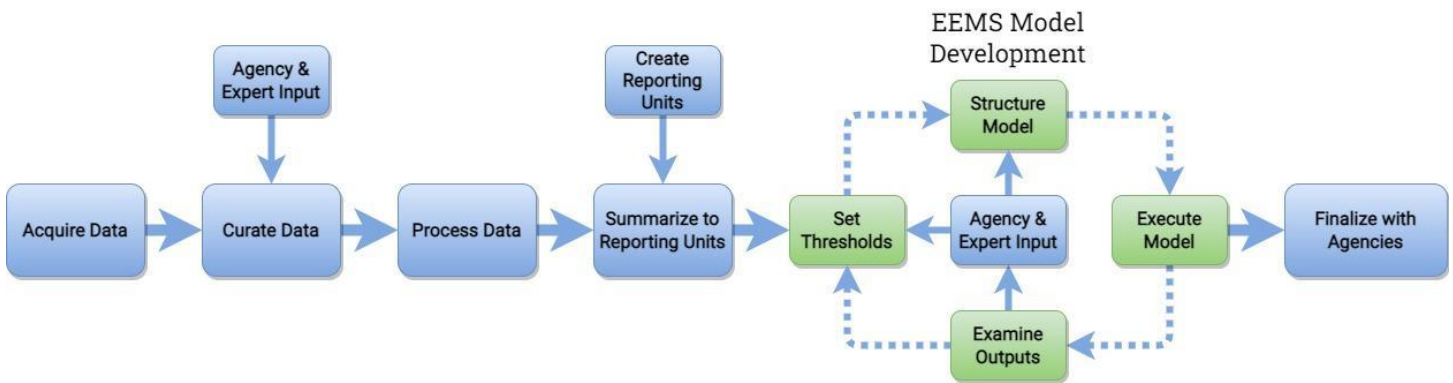 EEMS Model
Development
Agency &
Expert Input
Create
Reporting
Units
Structure
Model
Acquire Data
Curate Data
Process Data
Summarize to
Reporting Units
Set
Thresholds
Agency &
Expert Input
Execute
Model
Finalize with
Agencies
Examine
Outputs